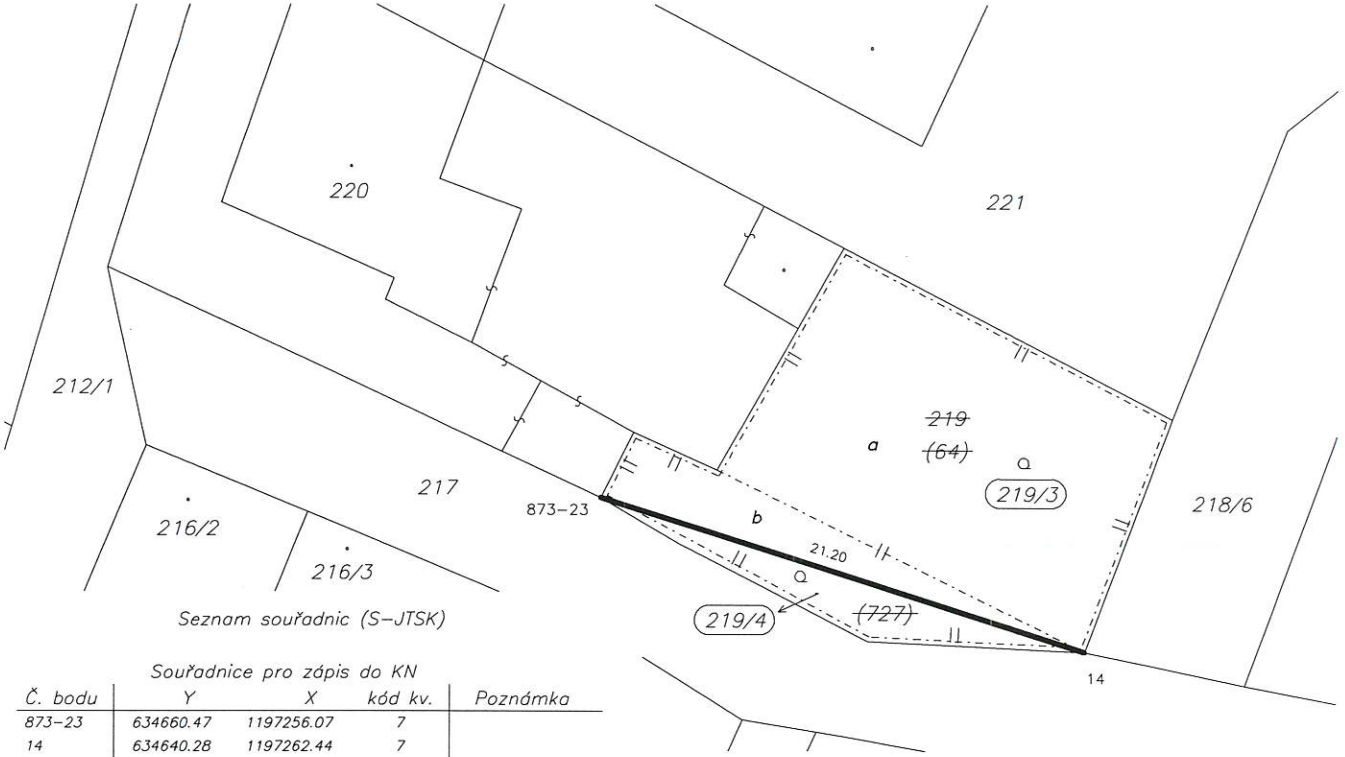 220
221
212/1
219
(64)
a
219/3
217
873-23
b
218/6
216/2
21.20
216/3
219/4
(727)
Seznam souřadnic (S-JTSK)
14
Souřadnice pro zápis do KN
Č. bodu Y X kód kv. Poznámka
873-23 634660.47 1197256.07 7
14 634640.28 1197262.44 7